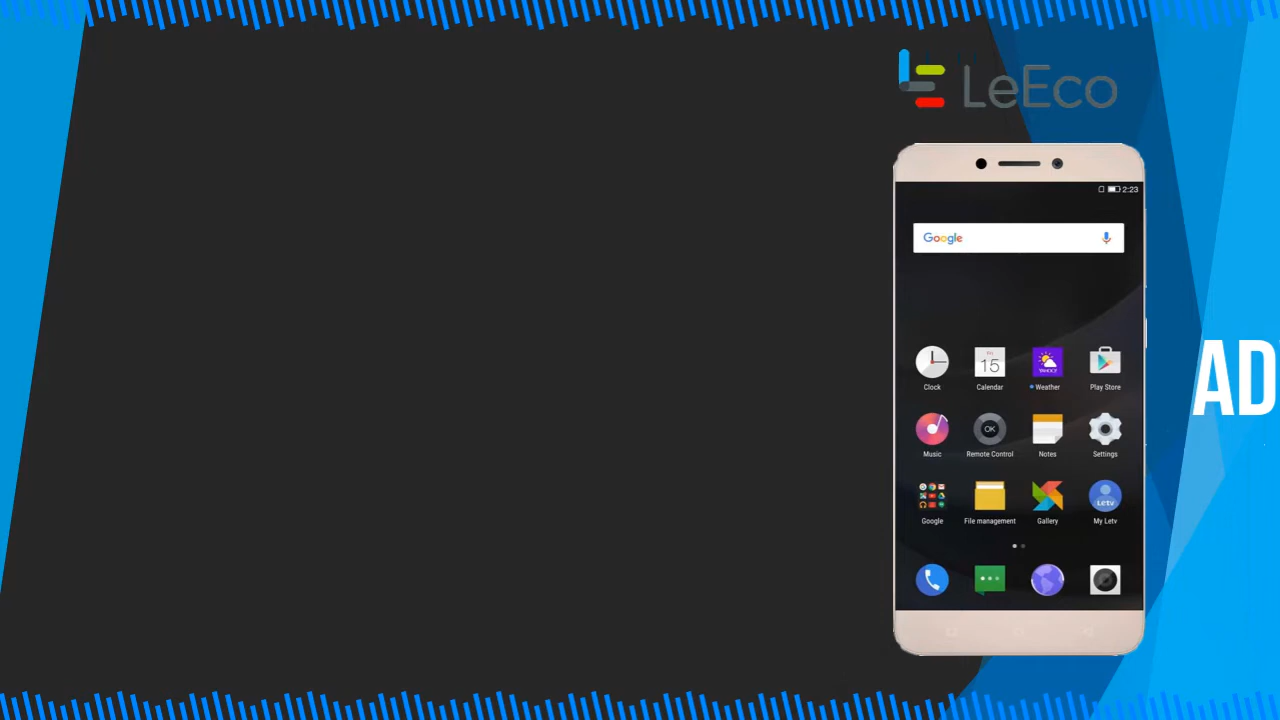 LeEco
2:23
Google
15
YAHOO!
Clock Calendar Weather Play Store
AD
OK
Music Remote Control Notes Settings
Letv
Google File management Gallery My Letv